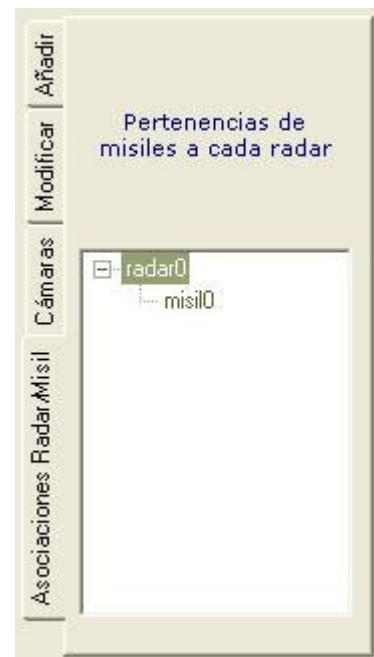 Añadir
Modificar
Cámaras
Asociaciones Radar/Misil
Pertenencias de
misiles a cada radar
radar0
misil0